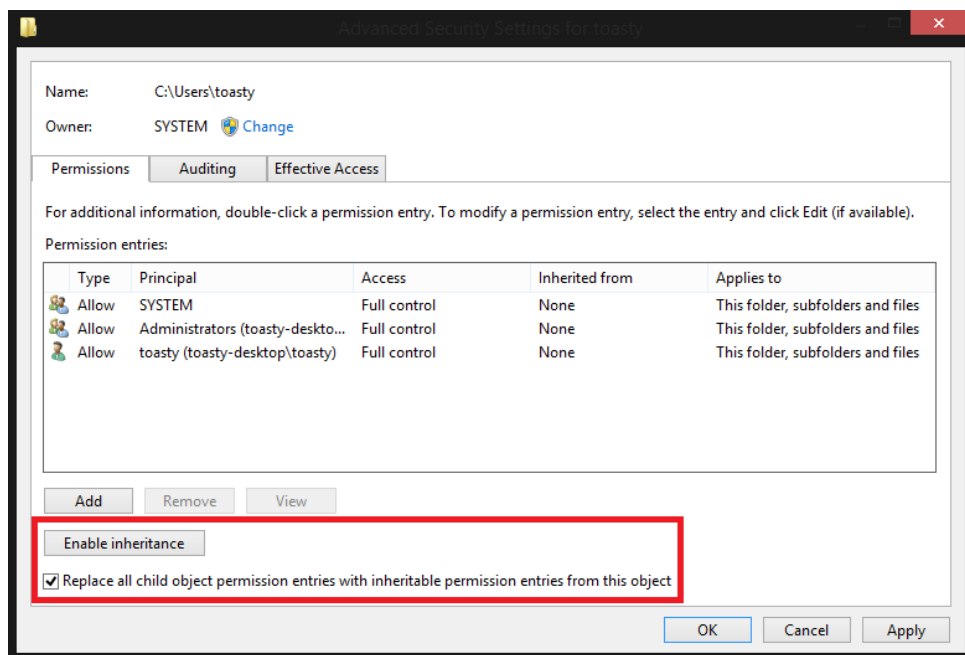 Advanced Security Settings for toasty
Name: C:\Users\toasty
Owner: SYSTEM Change
Permissions Auditing Effective Access
For additional information, double-click a permission entry. To modify a permission entry, select the entry and click Edit (if available).
Permission entries:
Type Principal Access Inherited from Applies to
Allow SYSTEM Full control None This folder, subfolders and files
Allow Administrators (toasty-deskto... Full control None This folder, subfolders and files
Allow toasty (toasty-desktop\toasty) Full control None This folder, subfolders and files
Add Remove View
Enable inheritance
Replace all child object permission entries with inheritable permission entries from this object
OK Cancel Apply